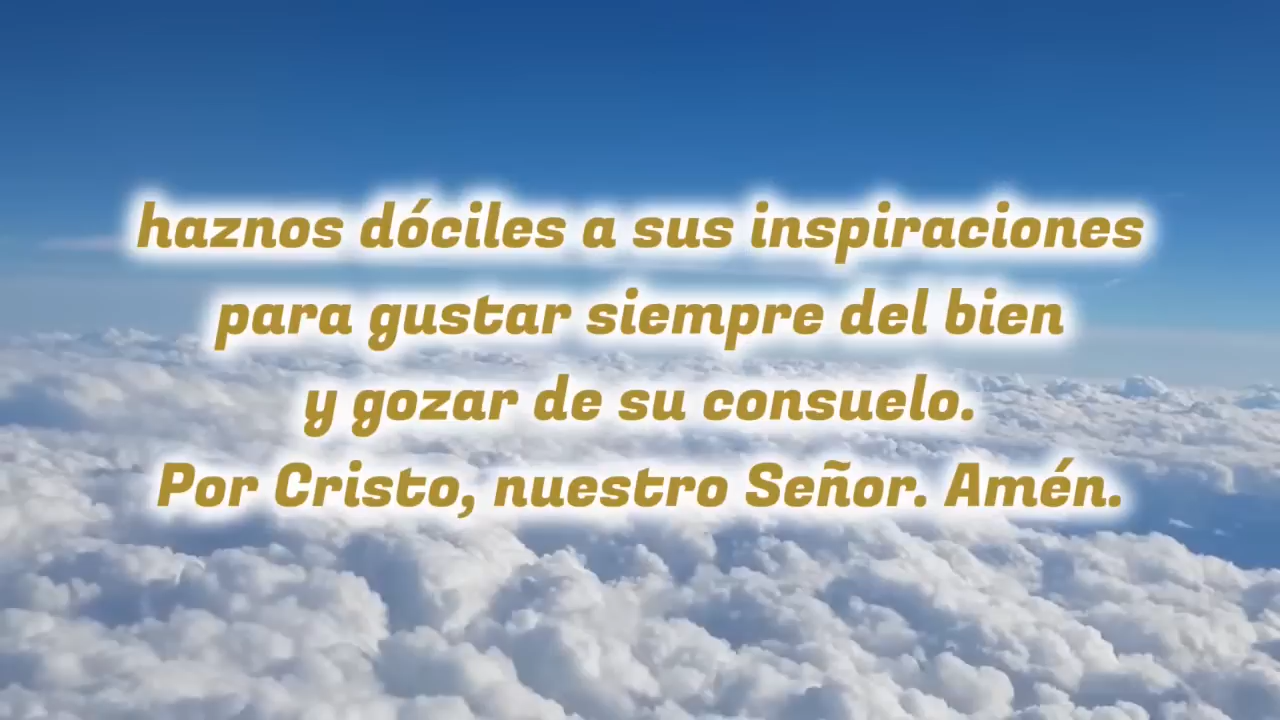 haznos dóciles a sus inspiraciones
para gustar siempre del bien
y gozar de su consuelo.
Por Cristo, nuestro Señor. Amén.